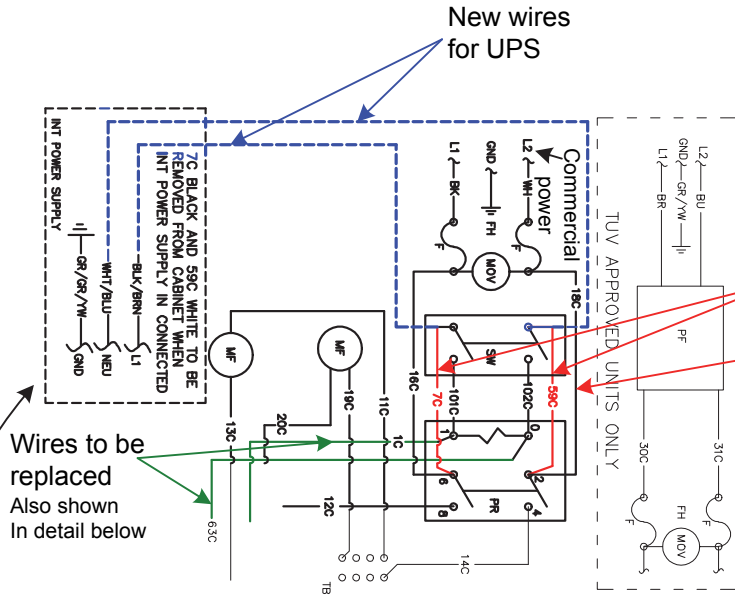 New wires
for UPS
INT POWER SUPPLY
7C BLACK AND 59C WHITE TO BE
REMOVED FROM CABINET WHEN
INT POWER SUPPLY IN CONNECTED
GR/GR/YW
GND
WHT/BLU
NEU
BLK/BRN
L1
L1
BK
GND
FH
L2
WH
Commercial
power
F
F
MOV
18C
SW
16C
7C
101C
102C
59C
MF
MF
13C
20C
19C
11C
1C
12C
1
0
6
2
8
PR
4
14C
TB
63C
Wires to be
replaced
Also shown
In detail below
TUV APPROVED UNITS ONLY
L2
GND
L1
BU
GR/YW
BR
PF
30C
31C
F
FH
F
MOV